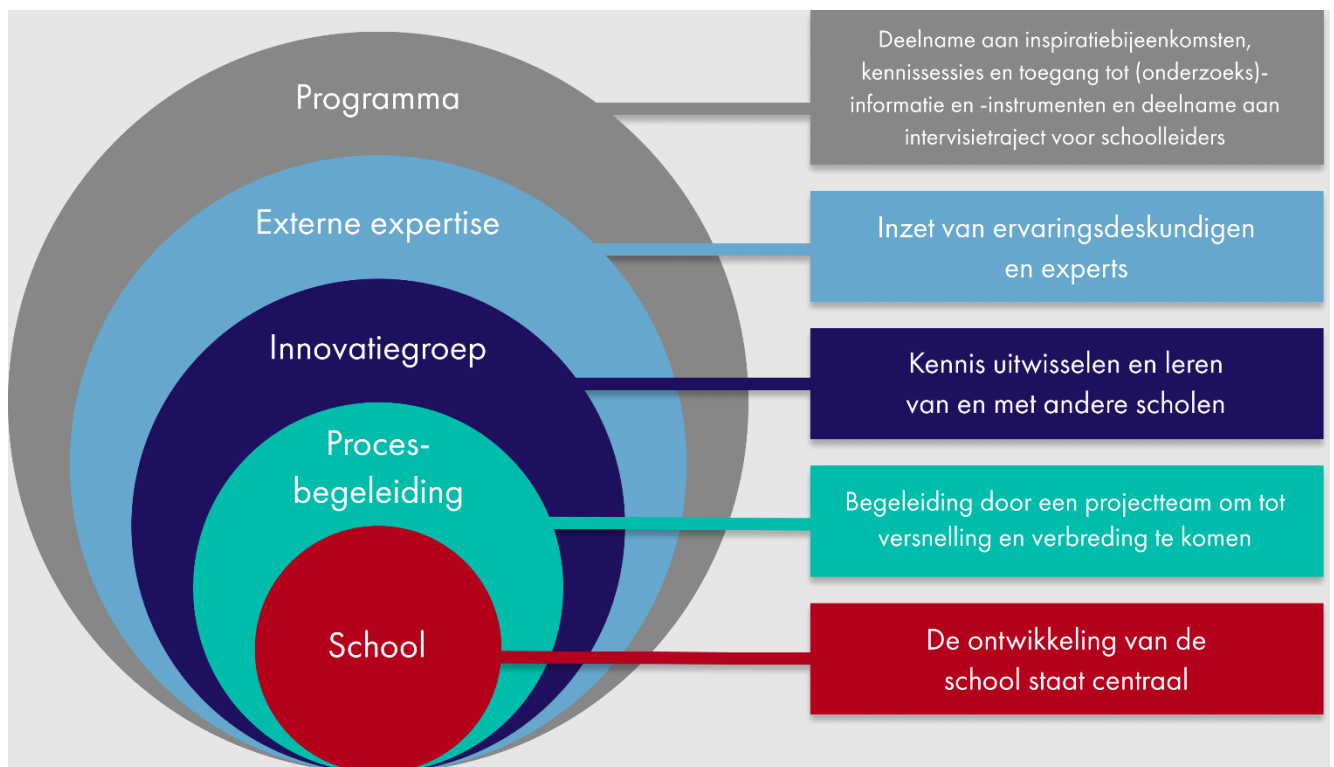 Programma
Deelname aan inspiratiebijeenkomsten,
kennissessies en toegang tot (onderzoeks)-
informatie en -instrumenten en deelname aan
intervisietraject voor schoolleiders
Externe expertise
Inzet van ervaringsdeskundigen
en experts
Innovatiegroep
Kennis uitwisselen en leren
van en met andere scholen
Proces-
begeleiding
Begeleiding door een projectteam om tot
versnelling en verbreding te komen
School
De ontwikkeling van de
school staat centraal